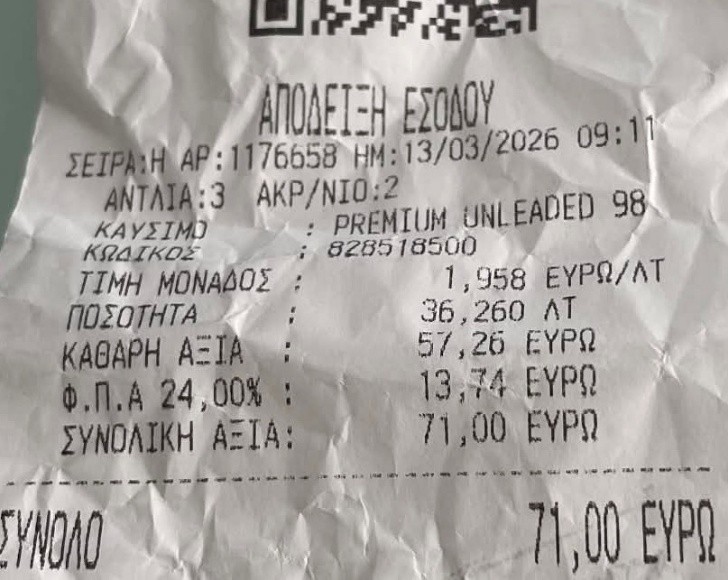 ΑΠΟΔΕΙΞΗ ΕΣΟΔΟΥ
ΣΕΙΡΑ:Η ΑΡ:1176658 ΗΜ:13/03/2026 09:11
ΑΝΤΛΙΑ:3 ΑΚΡ/ΝΙΟ:2
ΚΑΥΣΙΜΟ : PREMIUM UNLEADED 98
ΚΩΔΙΚΟΣ : 828518500
ΤΙΜΗ ΜΟΝΑΔΟΣ : 1,958 ΕΥΡΩ/ΛΤ
ΠΟΣΟΤΗΤΑ : 36,260 ΛΤ
ΚΑΘΑΡΗ ΑΞΙΑ : 57,26 ΕΥΡΩ
Φ.Π.Α 24,00% : 13,74 ΕΥΡΩ
ΣΥΝΟΛΙΚΗ ΑΞΙΑ: 71,00 ΕΥΡΩ
ΣΥΝΟΛΟ 71,00 ΕΥΡΩ